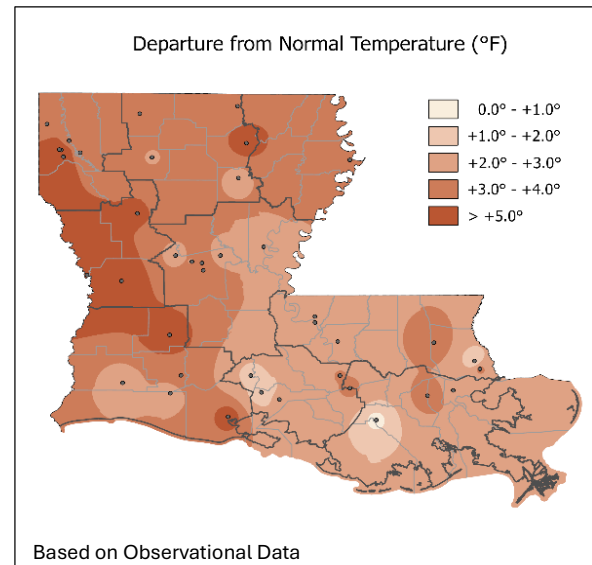 Departure from Normal Temperature (°F)
0.0° - +1.0°
+1.0° - +2.0°
+2.0° - +3.0°
+3.0° - +4.0°
> +5.0°
Based on Observational Data